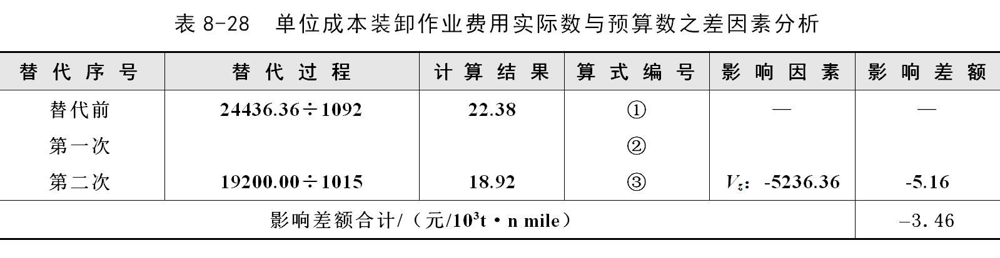 表8-28 单位成本装卸作业费用实际数与预算数之差因素分析
替代序号 替代过程 计算结果 算式编号 影响因素 影响差额
替代前 24436.36÷1092 22.38 ① — —
第一次 ②
第二次 19200.00÷1015 18.92 ③ Vz：-5236.36 -5.16
影响差额合计/（元/10³t·n mile） -3.46